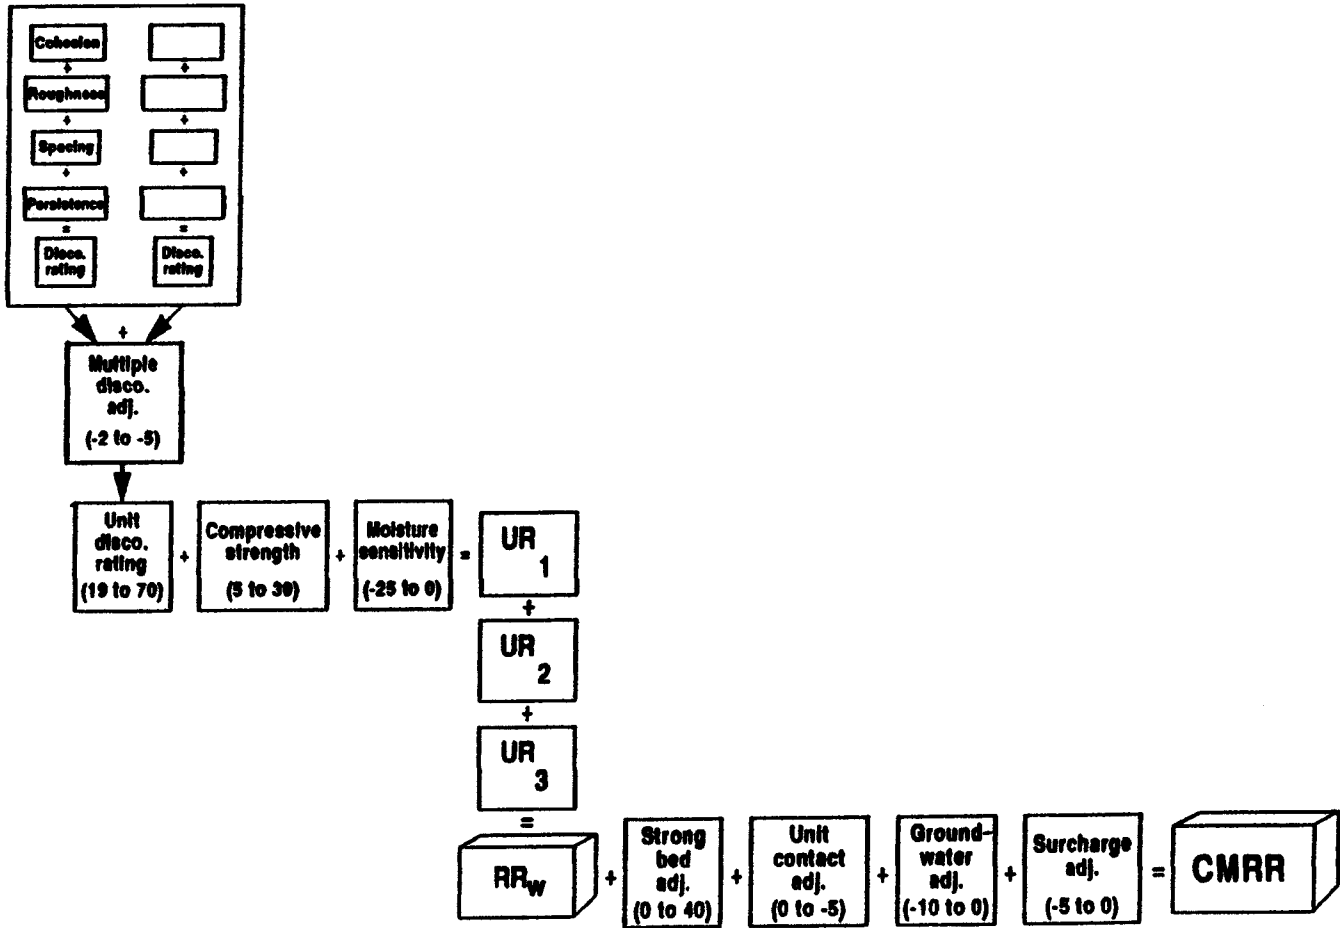 Cohesion
+ +
Roughness
+ +
Spacing
+ +
Persistence
= =
Disco.
rating
Disco.
rating
+
Multiple
disco.
adj.
(-2 to -5)
Unit
disco.
rating
(19 to 70)
+
Compressive
strength
(5 to 30)
+
Moisture
sensitivity
(-25 to 0)
=
UR
1
+
UR
2
+
UR
3
=
RRw
+
Strong
bed
adj.
(0 to 40)
+
Unit
contact
adj.
(0 to -5)
+
Ground-
water
adj.
(-10 to 0)
+
Surcharge
adj.
(-5 to 0)
=
CMRR